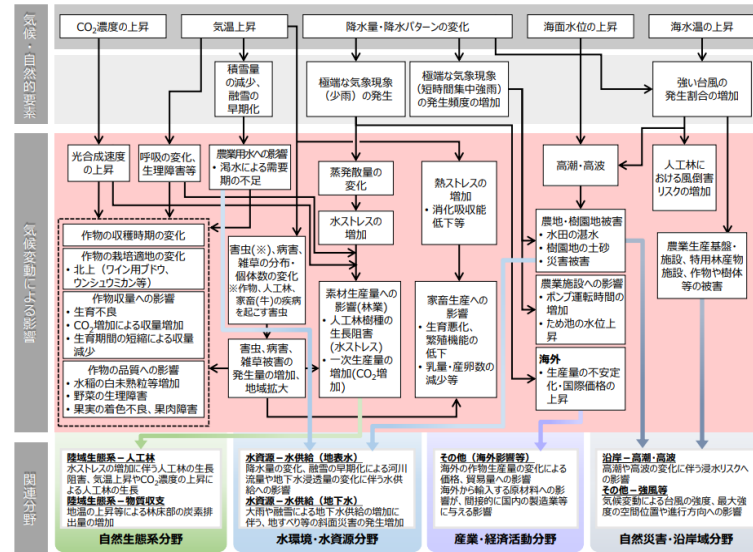 CO₂濃度の上昇
気温上昇
降水量・降水パターンの変化
海面水位の上昇
海水温の上昇
気候・自然的要素
積雪量
の減少、
融雪の
早期化
極端な気象現象
(少雨)の発生
極端な気象現象
(短時間集中強雨)
の発生頻度の増加
強い台風の
発生割合の増加
気候変動による影響
光合成速度
の上昇
呼吸の変化、
生理障害等
農業用水への影響
• 渇水による需要
期の不足
蒸発散量の
変化
水ストレスの増加
熱ストレスの
増加
• 消化吸収能
低下等
高潮・高波
人工林に
おける風倒害
リスクの増加
作物の収穫時期の変化
作物の栽培適地の変化
• 北上(ワイン用ブドウ、
ウンシュウミカン等)
作物収量への影響
• 生育不良
• CO₂増加による収量増加
• 生育期間の短縮による収量
減少
作物の品質への影響
• 水稲の白未熟粒等増加
• 野菜の生理障害
• 果実の着色不良、果肉障害
害虫(※)、病害、
雑草の分布・
個体数の変化
※作物、人工林、
家畜(牛)の疾病
を起こす害虫
害虫、病害、
雑草被害の
発生量の増加、
地域拡大
素材生産量への
影響(林業)
• 人工林樹種の
生長阻害
(水ストレス)
• 一次生産量の
増加(CO₂増
加)
家畜生産への
影響
• 生育悪化、
繁殖機能の
低下
• 乳量・産卵数の
減少等
農地・樹園地被害
• 水田の湛水
• 樹園地の土砂
• 災害被害
農業施設への影響
• ポンプ運転時間の
増加
• ため池の水位上
昇
海外
• 生産量の不安定
化・国際価格の
上昇
農業生産基盤・
施設、特用林産物
施設、作物や樹体
等の被害
関連分野
陸域生態系－人工林
水ストレスの増加に伴う人工林の生長
阻害、気温上昇やCO₂濃度の上昇に
よる人工林の生長
陸域生態系－物質収支
地温の上昇等による林床部の炭素排
出量の増加
自然生態系分野
水資源－水供給(地表水)
降水量の変化、融雪の早期化による河川
流量や地下水浸透量の変化に伴う水供
給への影響
水資源－水供給(地下水)
大雨や融雪による地下水供給の増加に
伴う、地すべり等の斜面災害の発生増加
水環境・水資源分野
その他(海外影響等)
海外の作物生産量の変化による
価格、貿易量への影響
海外から輸入する原材料への影
響が、間接的に国内の製造業等
に与える影響
産業・経済活動分野
沿岸－高潮・高波
高潮や高波の変化に伴う浸水リスクへ
の影響
その他－強風等
気候変動による台風の強度、最大強
度の空間位置や進行方向への影響
自然災害・沿岸域分野